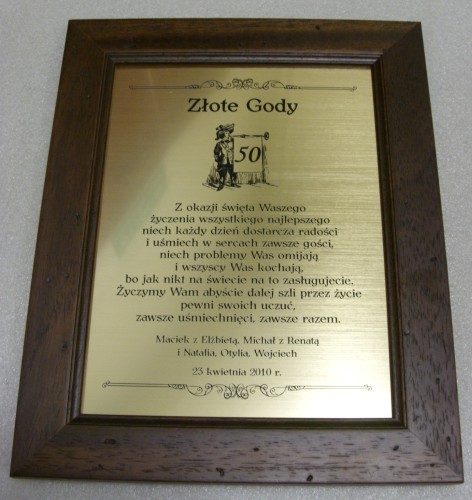 Złote Gody
50
Z okazji święta Waszego
życzenia wszystkiego najlepszego
niech każdy dzień dostarcza radości
i uśmiech w sercach zawsze gości,
niech problemy Was omijają
i wszyscy Was kochają,
bo jak nikt na świecie na to zasługujecie.
Życzymy Wam abyście dalej szli przez życie
pewni swoich uczuć,
zawsze uśmiechnięci, zawsze razem.
Maciek z Elżbietą, Michał z Renatą
i Natalia, Otylia, Wojciech
23 kwietnia 2010 r.